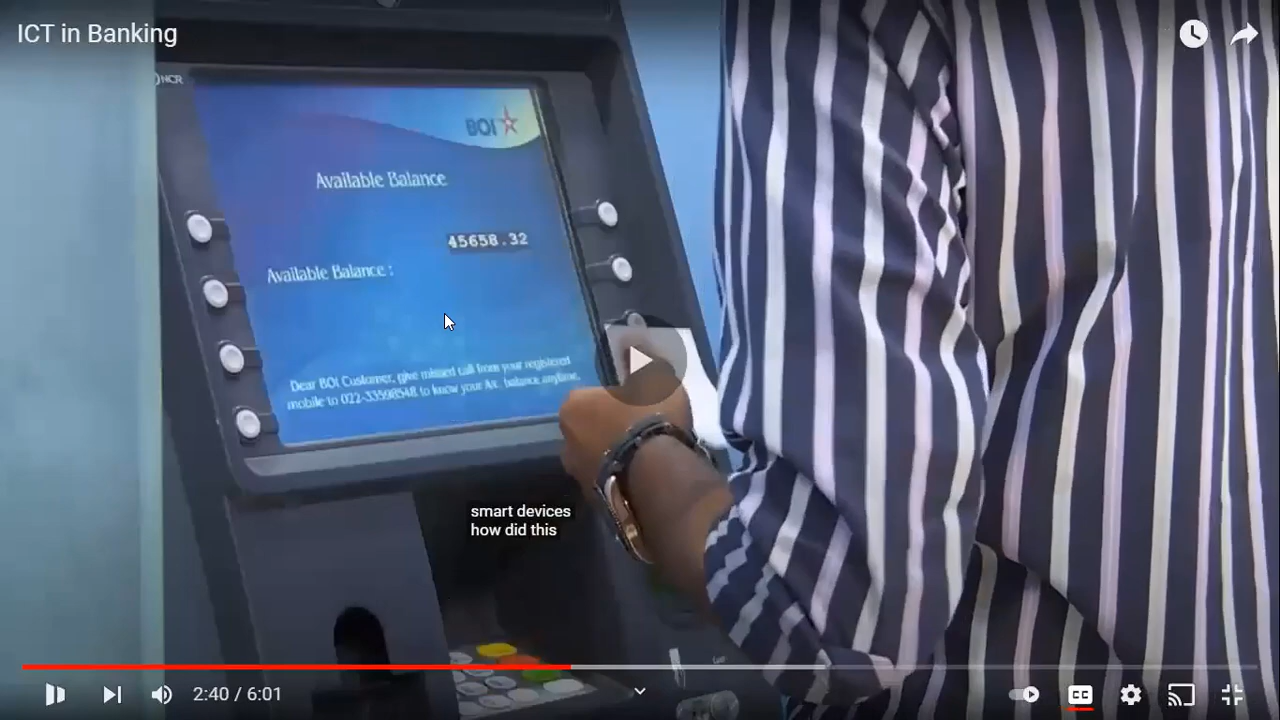 ICT in Banking
NCR
BOI
Available Balance
45658.32
Available Balance :
Dear BOI Customer, give missed call from your registered
mobile to 022-33598548 to know your A/c. balance anytime.
smart devices
how did this
2:40 / 6:01
CC